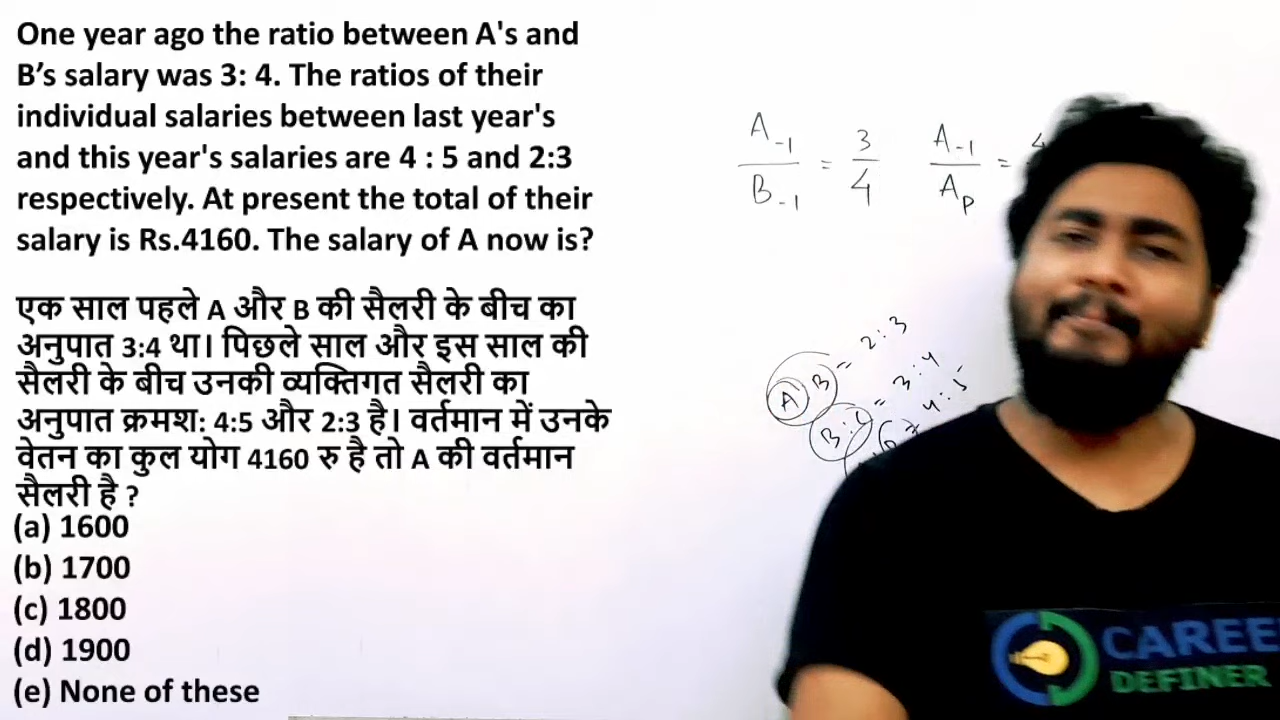 One year ago the ratio between A's and
B’s salary was 3: 4. The ratios of their
individual salaries between last year's
and this year's salaries are 4 : 5 and 2:3
respectively. At present the total of their
salary is Rs.4160. The salary of A now is?
एक साल पहले A और B की सैलरी के बीच का
अनुपात 3:4 था। पिछले साल और इस साल की
सैलरी के बीच उनकी व्यक्तिगत सैलरी का
अनुपात क्रमश: 4:5 और 2:3 है। वर्तमान में उनके
वेतन का कुल योग 4160 रु है तो A की वर्तमान
सैलरी है ?
(a) 1600
(b) 1700
(c) 1800
(d) 1900
(e) None of these
A-1 / B-1 = 3/4
A-1 / Ap = 4
A B = 2:3
B: = 3:4
4:5
CAREE
DEFINER